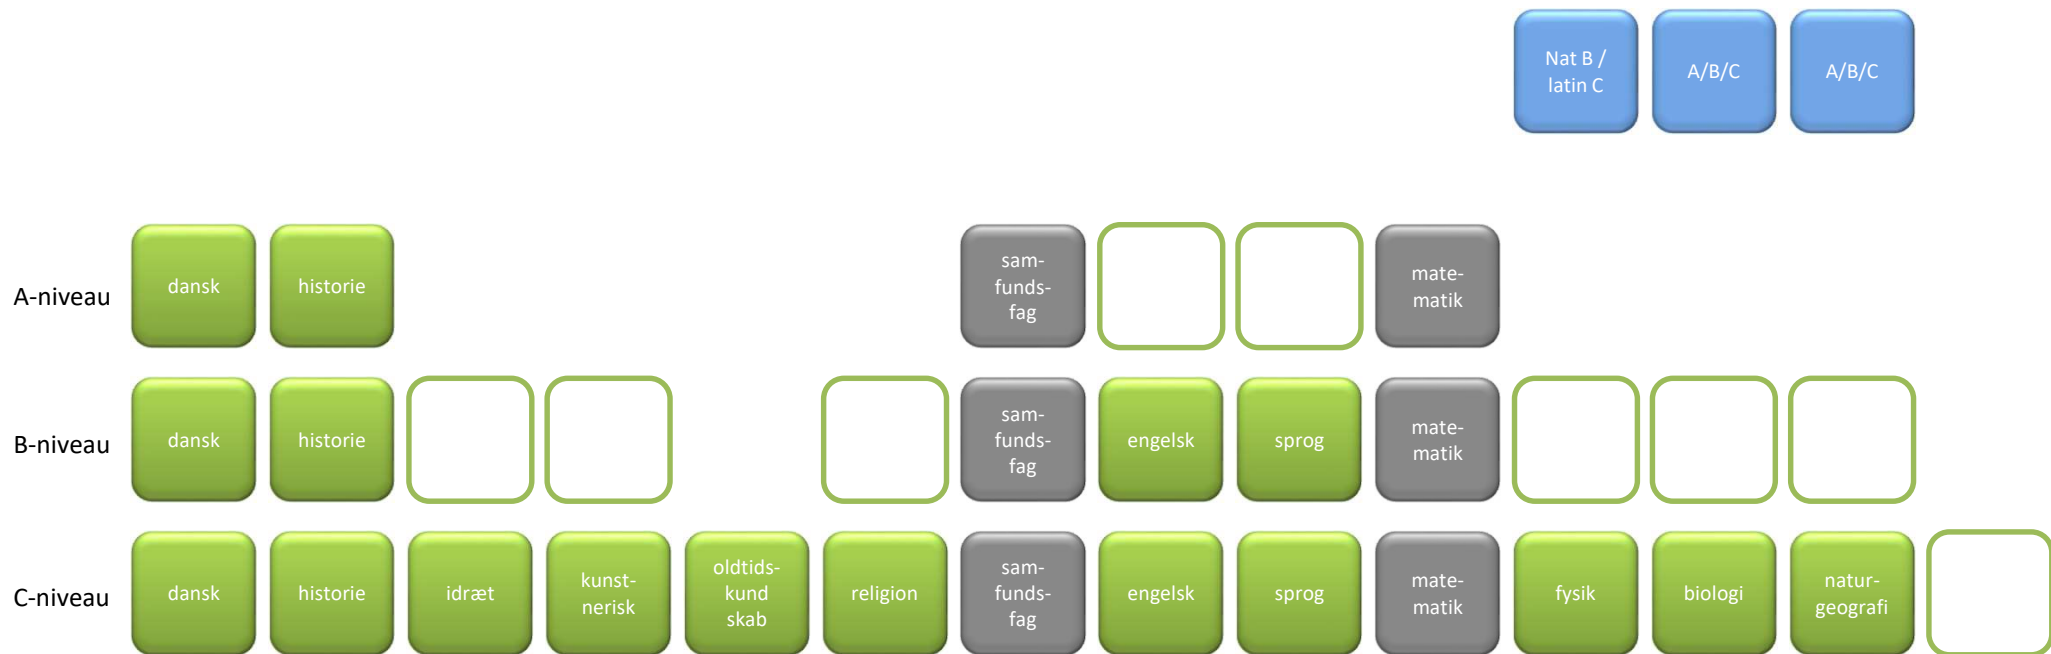 Nat B /
latin C
A/B/C
A/B/C
A-niveau
dansk
historie
sam-
funds-
fag
mate-
matik
B-niveau
dansk
historie
sam-
funds-
fag
engelsk
sprog
mate-
matik
C-niveau
dansk
historie
idræt
kunst-
nerisk
oldtids-
kund
skab
religion
sam-
funds-
fag
engelsk
sprog
mate-
matik
fysik
biologi
natur-
geografi